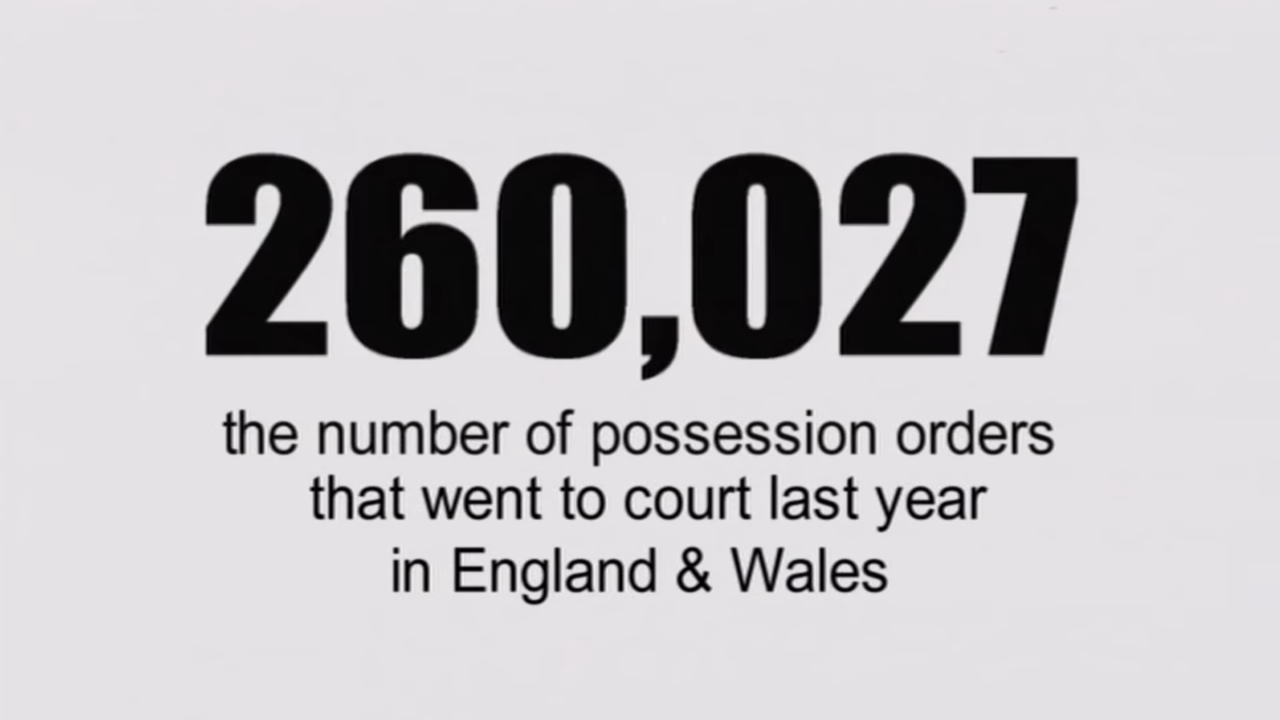 260,027
the number of possession orders
that went to court last year
in England & Wales